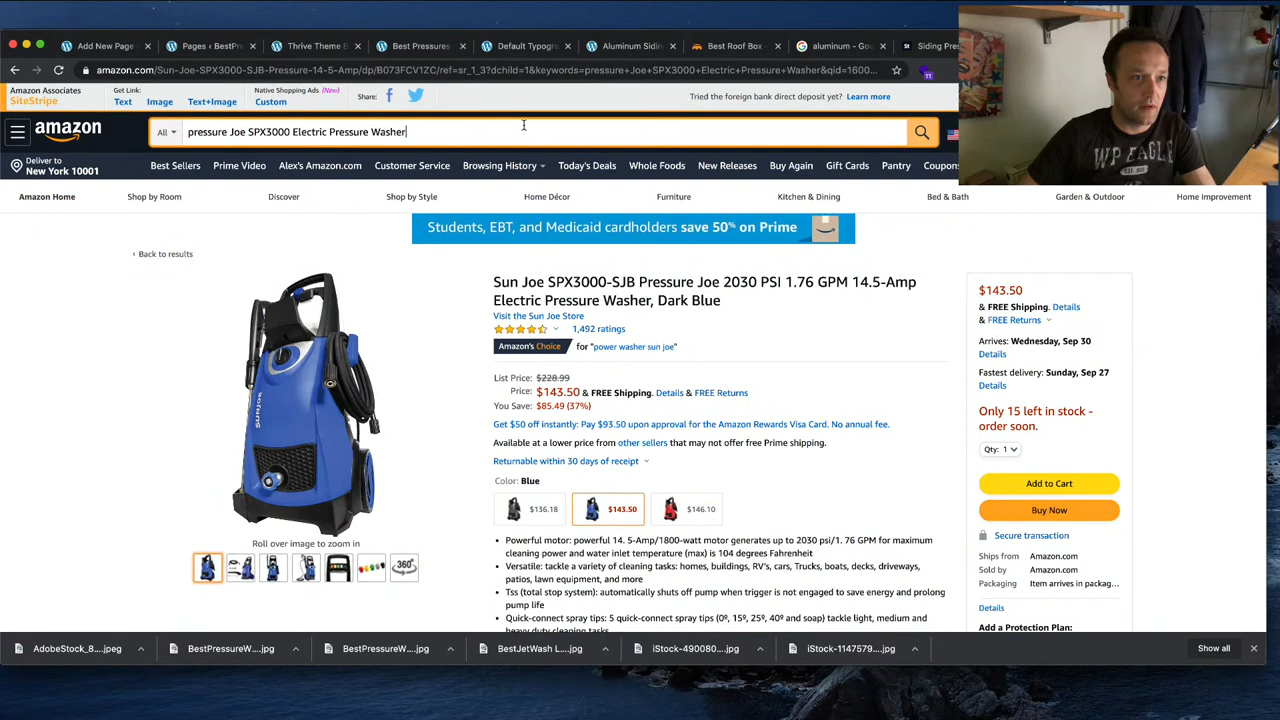 Add New Page
Pages ‹ BestPr
Thrive Theme B
Best Pressures
Default Typogr
Aluminum Sidin
Best Roof Box -
aluminum - Goo
Siding Pres
amazon.com/Sun-Joe-SPX3000-SJB-Pressure-14-5-Amp/dp/B073FCV1ZC/ref=sr_1_3?dchild=1&keywords=pressure+Joe+SPX3000+Electric+Pressure+Washer&qid=1600...
11
Amazon Associates
SiteStripe
Get Link:
Text
Image
Text+Image
Native Shopping Ads (New)
Custom
Share:
Tried the foreign bank direct deposit yet? Learn more
amazon
All
pressure Joe SPX3000 Electric Pressure Washer
WP EAGLE
Deliver to
New York 10001
Best Sellers
Prime Video
Alex's Amazon.com
Customer Service
Browsing History
Today's Deals
Whole Foods
New Releases
Buy Again
Gift Cards
Pantry
Coupons
Amazon Home
Shop by Room
Discover
Shop by Style
Home Décor
Furniture
Kitchen & Dining
Bed & Bath
Garden & Outdoor
Home Improvement
Students, EBT, and Medicaid cardholders save 50% on Prime
‹ Back to results
SUNJOE
Roll over image to zoom in
360°
Sun Joe SPX3000-SJB Pressure Joe 2030 PSI 1.76 GPM 14.5-Amp
Electric Pressure Washer, Dark Blue
Visit the Sun Joe Store
1,492 ratings
Amazon's Choice for "power washer sun joe"
List Price: $228.99
Price: $143.50 & FREE Shipping. Details & FREE Returns
You Save: $85.49 (37%)
Get $50 off instantly: Pay $93.50 upon approval for the Amazon Rewards Visa Card. No annual fee.
Available at a lower price from other sellers that may not offer free Prime shipping.
Returnable within 30 days of receipt
Color: Blue
$136.18
$143.50
$146.10
• Powerful motor: powerful 14. 5-Amp/1800-watt motor generates up to 2030 psi/1. 76 GPM for maximum
cleaning power and water inlet temperature (max) is 104 degrees Fahrenheit
• Versatile: tackle a variety of cleaning tasks: homes, buildings, RV's, cars, Trucks, boats, decks, driveways,
patios, lawn equipment, and more
• Tss (total stop system): automatically shuts off pump when trigger is not engaged to save energy and prolong
pump life
• Quick-connect spray tips: 5 quick-connect spray tips (0º, 15º, 25º, 40º and soap) tackle light, medium and
heavy duty cleaning tasks
$143.50
& FREE Shipping. Details
& FREE Returns
Arrives: Wednesday, Sep 30
Details
Fastest delivery: Sunday, Sep 27
Details
Only 15 left in stock -
order soon.
Qty: 1
Add to Cart
Buy Now
Secure transaction
Ships from Amazon.com
Sold by Amazon.com
Packaging Item arrives in packag...
Details
Add a Protection Plan:
AdobeStock_8....jpeg
BestPressureW....jpg
BestPressureW....jpg
BestJetWash L....jpg
iStock-490080....jpg
iStock-1147579....jpg
Show all